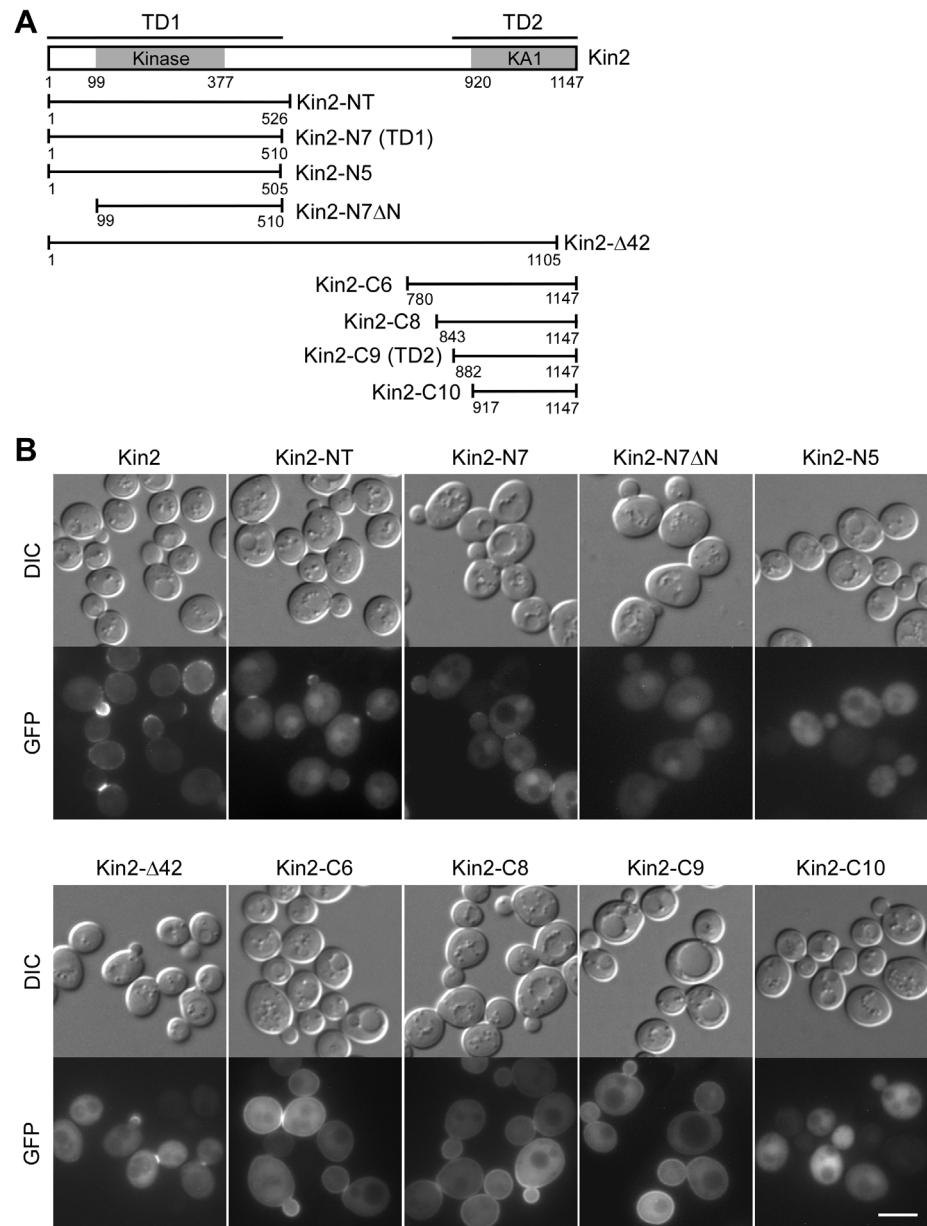 A
TD1 TD2
Kinase KA1 Kin2
1 99 377 920 1147
Kin2-NT
1 526
Kin2-N7 (TD1)
1 510
Kin2-N5
1 505
Kin2-N7ΔN
99 510
Kin2-Δ42
1 1105
Kin2-C6
780 1147
Kin2-C8
843 1147
Kin2-C9 (TD2)
882 1147
Kin2-C10
917 1147
B
Kin2 Kin2-NT Kin2-N7 Kin2-N7ΔN Kin2-N5
DIC
GFP
Kin2-Δ42 Kin2-C6 Kin2-C8 Kin2-C9 Kin2-C10
DIC
GFP